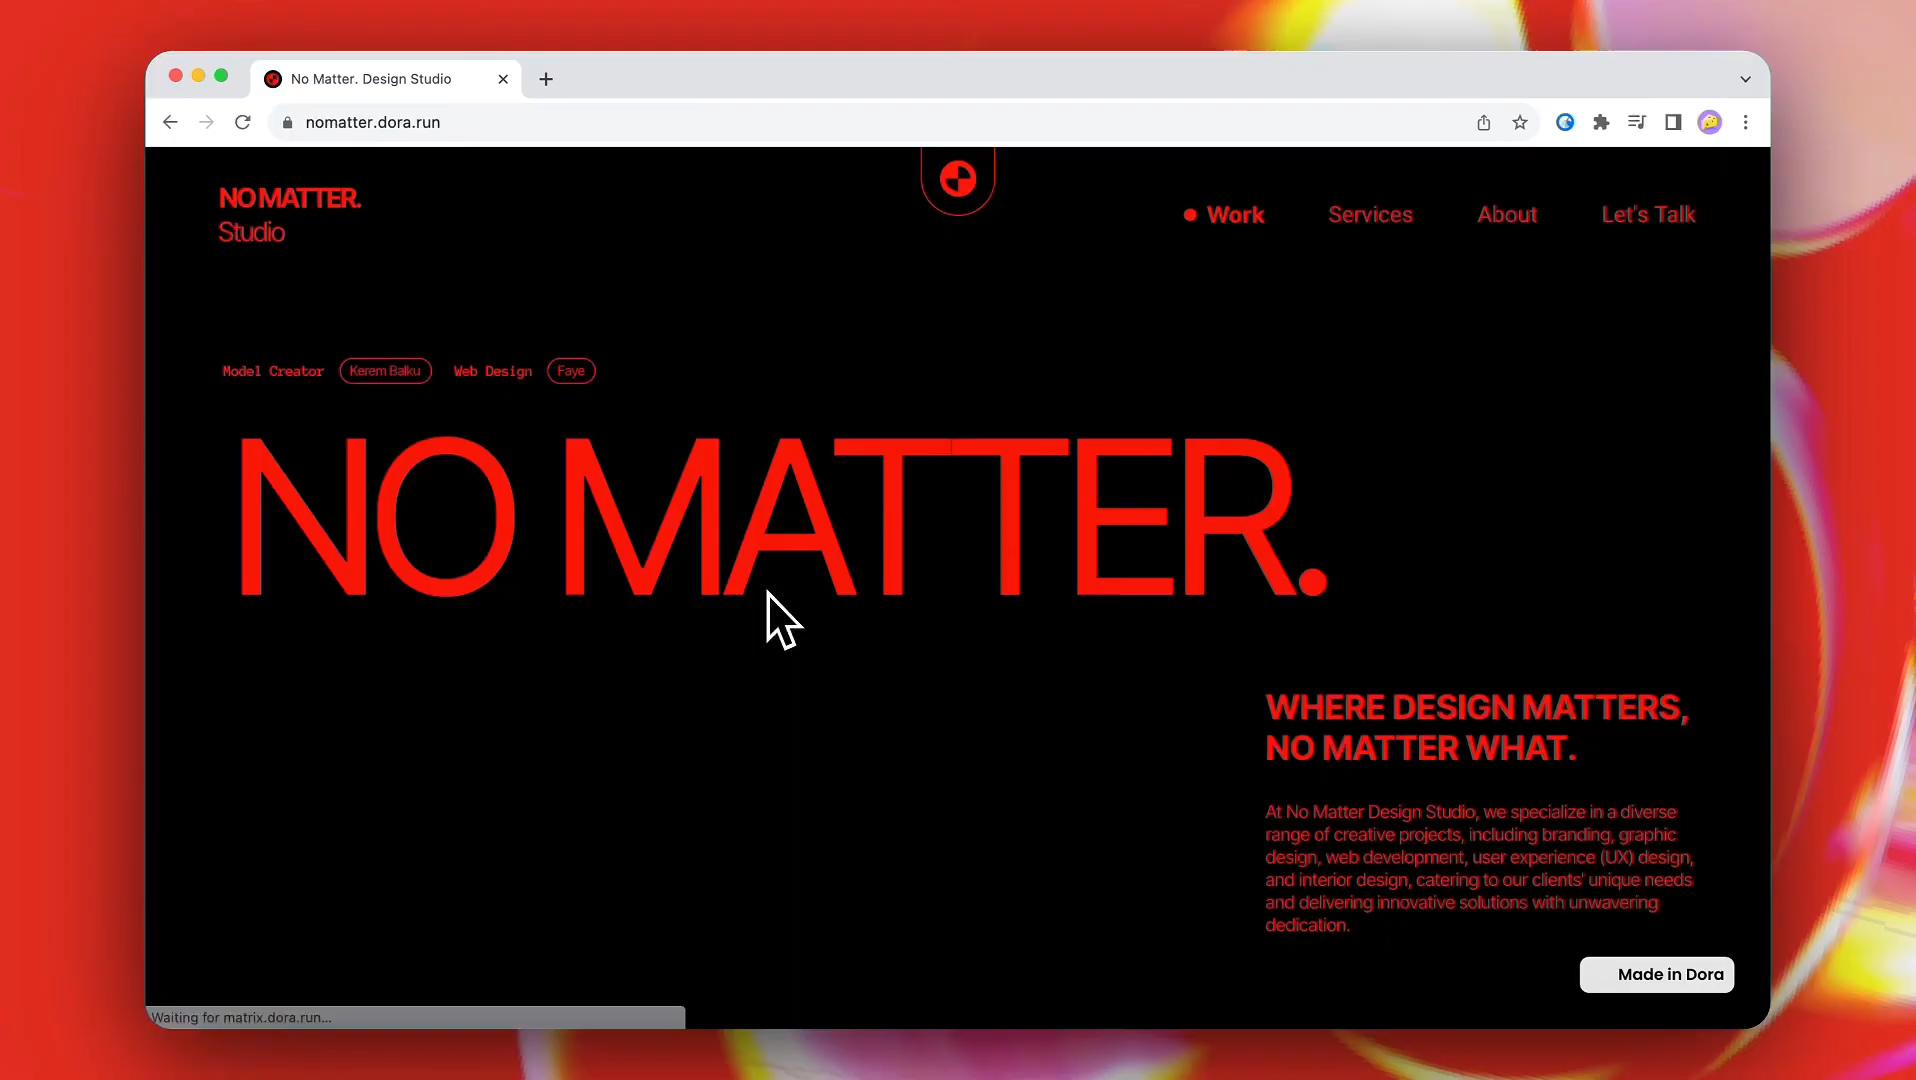 No Matter. Design Studio
nomatter.dora.run
NO MATTER.
Studio
Work
Services
About
Let's Talk
Model Creator
Kerem Balku
Web Design
Faye
NO MATTER.
WHERE DESIGN MATTERS,
NO MATTER WHAT.
At No Matter Design Studio, we specialize in a diverse
range of creative projects, including branding, graphic
design, web development, user experience (UX) design,
and interior design, catering to our clients' unique needs
and delivering innovative solutions with unwavering
dedication.
Made in Dora
Waiting for matrix.dora.run...